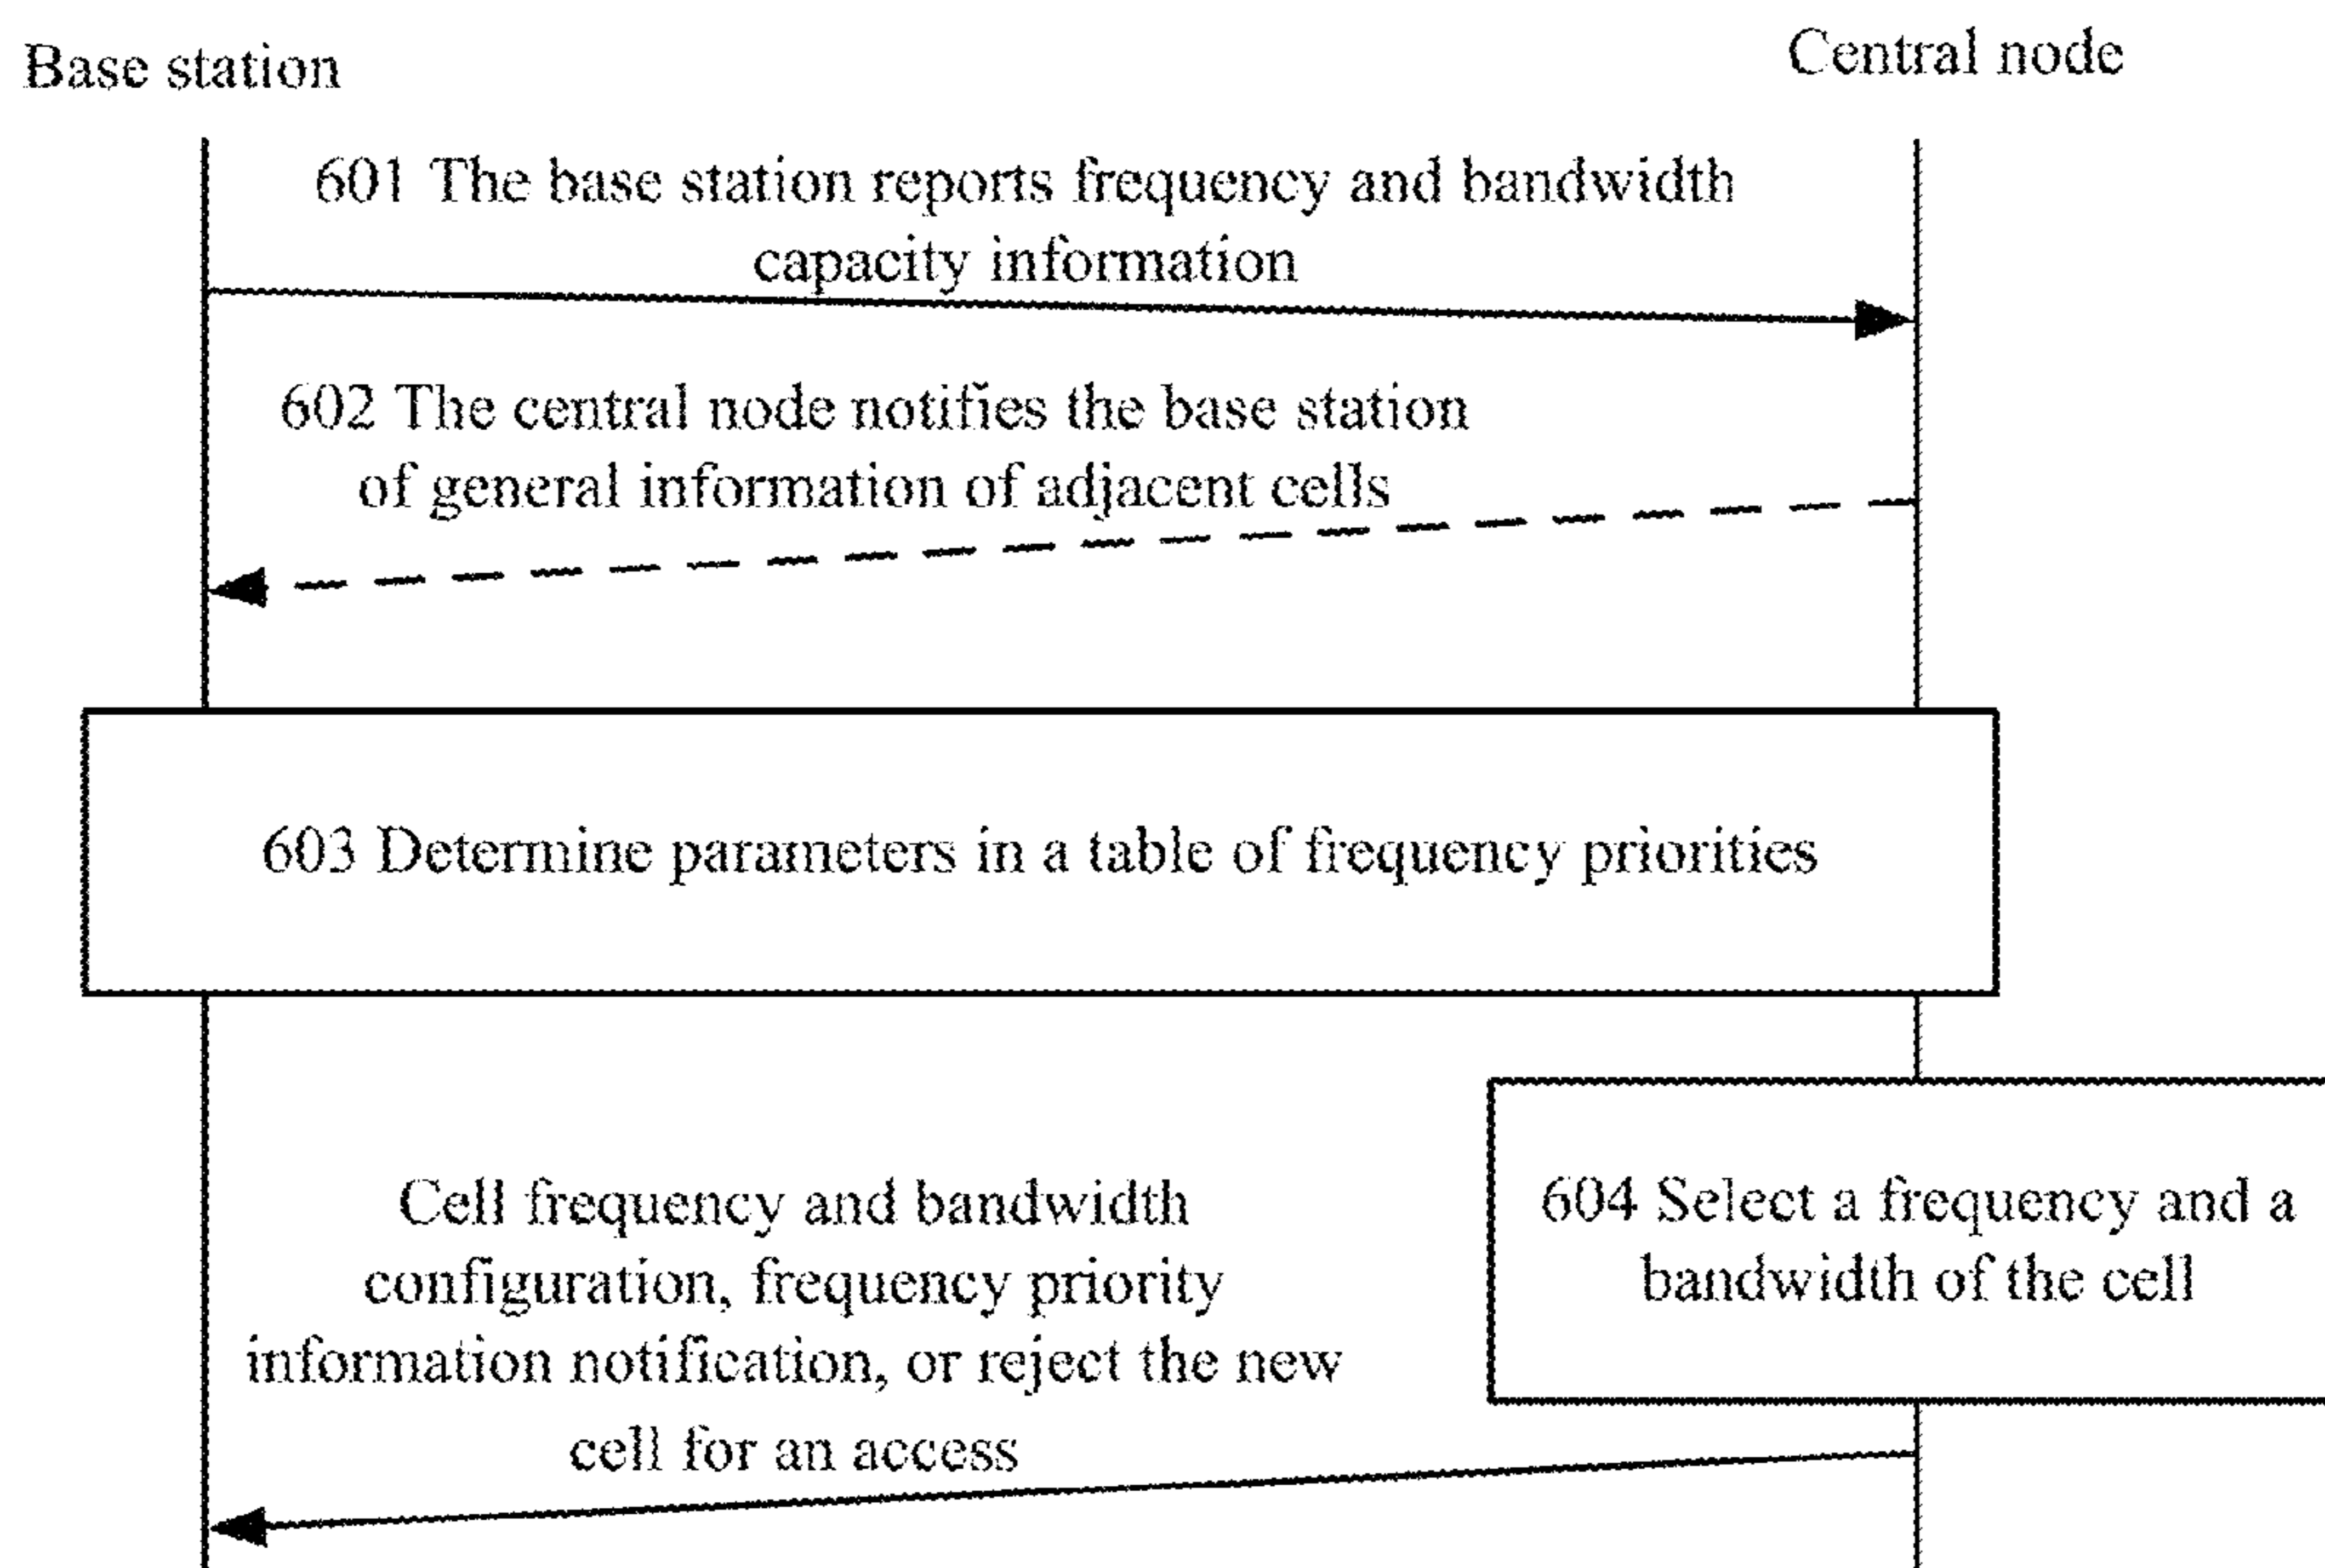 Base station
Central node
601 The base station reports frequency and bandwidth
capacity information
602 The central node notifies the base station
of general information of adjacent cells
603 Determine parameters in a table of frequency priorities
604 Select a frequency and a
bandwidth of the cell
Cell frequency and bandwidth
configuration, frequency priority
information notification, or reject the new
cell for an access